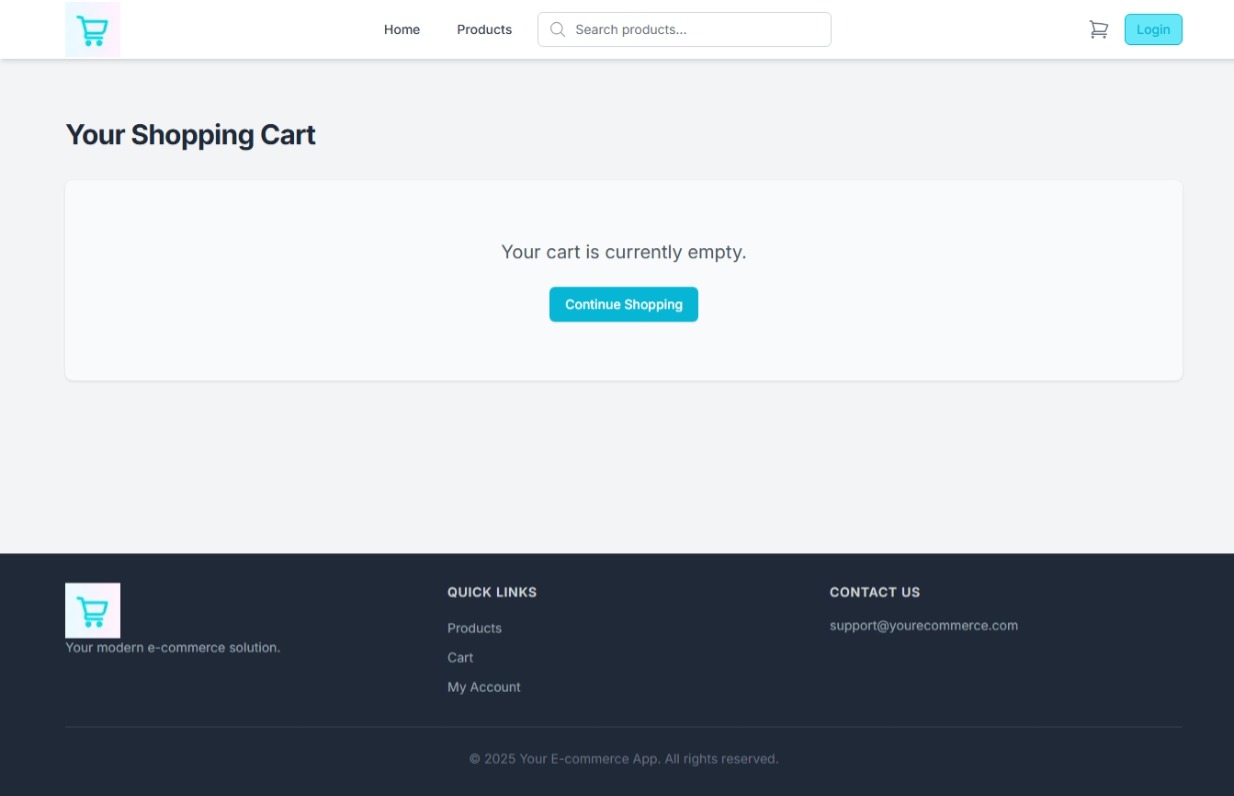 Home
Products
Search products...
Login
Your Shopping Cart
Your cart is currently empty.
Continue Shopping
Your modern e-commerce solution.
QUICK LINKS
Products
Cart
My Account
CONTACT US
support@yourecommerce.com
© 2025 Your E-commerce App. All rights reserved.